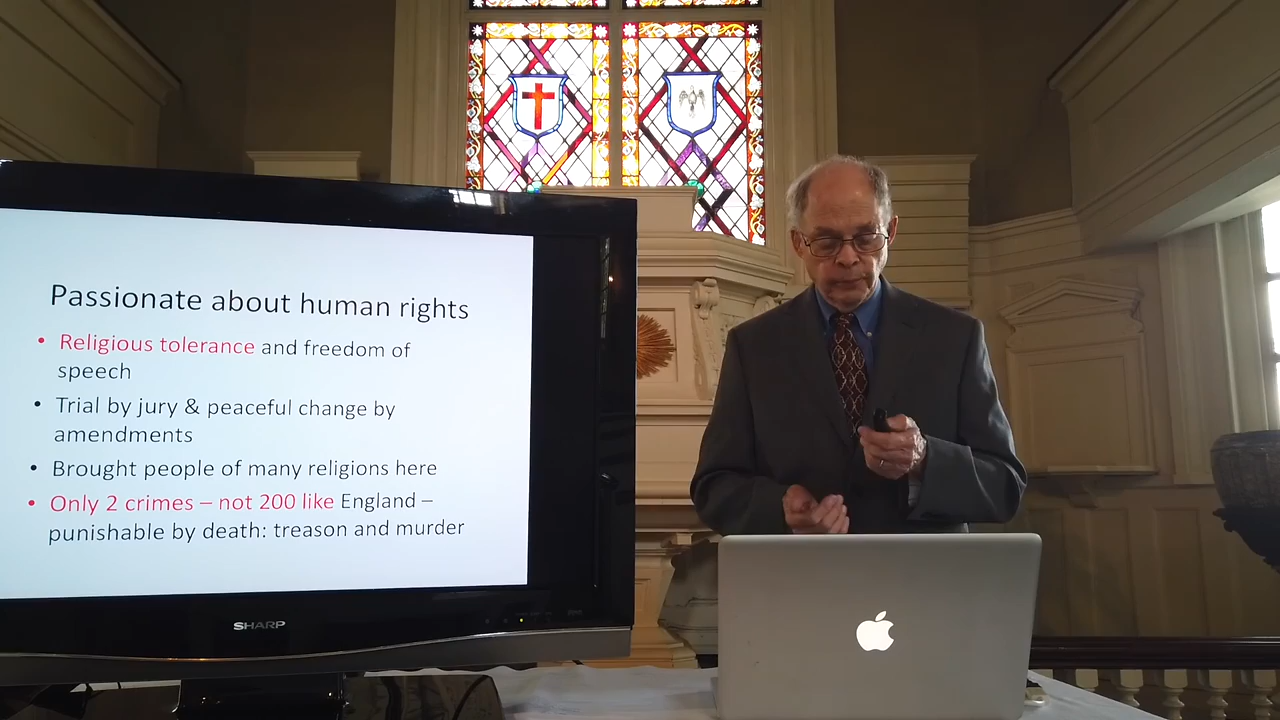 Passionate about human rights
• Religious tolerance and freedom of
speech
• Trial by jury & peaceful change by
amendments
• Brought people of many religions here
• Only 2 crimes – not 200 like England –
punishable by death: treason and murder
SHARP